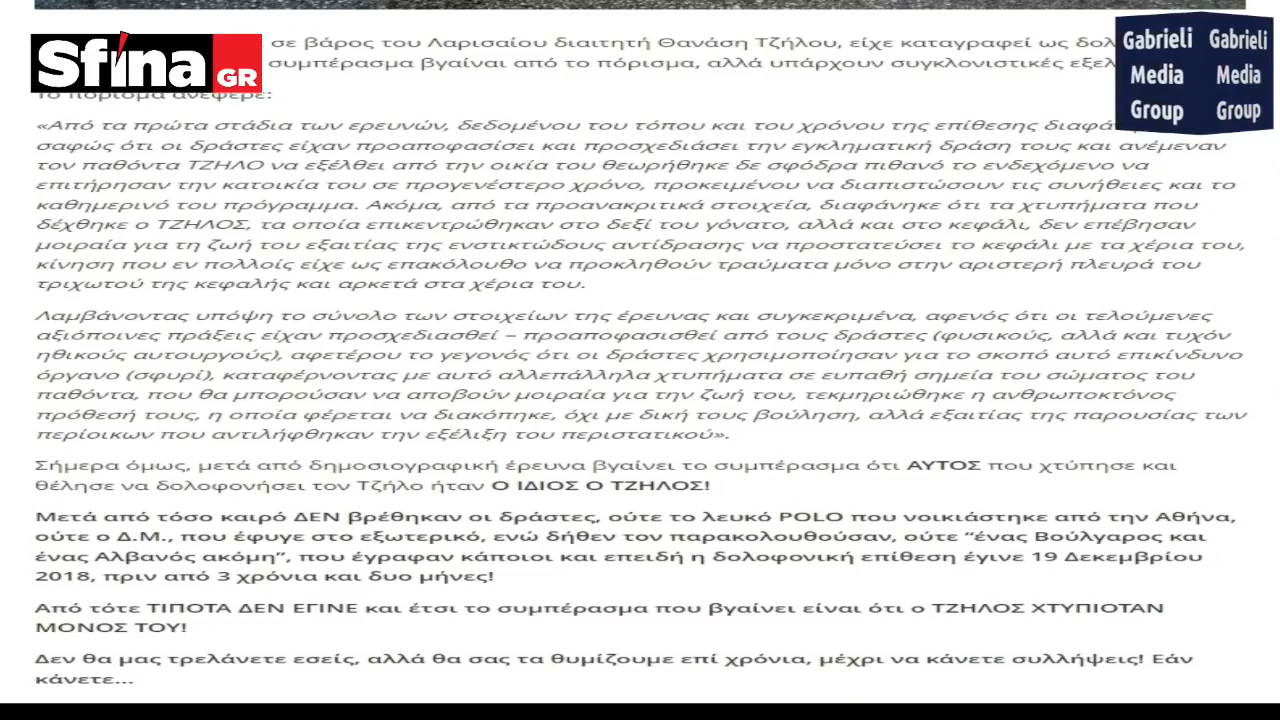 Sfina GR
Gabrieli Gabrieli
Media Media
Group Group
σε βάρος του Λαρισαίου διαιτητή Θανάση Τζήλου, είχε καταγραφεί ως
συμπέρασμα βγαίναι από το πόρισμα, αλλά υπάρχουν συγκλονιστικές
Το πόρισμα ανέφερε:
«Από τα πρώτα στάδια των ερευνών, δεδομένου του τόπου και του χρόνου της επίθεσης
σαφώς ότι οι δράστες είχαν προαποφασίσει και προσχεδιάσει την εγκληματική δράση τους και ανέμεναν
τον παθόντα ΤΖΗΛΟ να εξέλθει από την οικία του θεωρήθηκε δε σφόδρα πιθανό το ενδεχόμενο να
επιτήρησαν την κατοικία του σε προγενέστερο χρόνο, προκειμένου να διαπιστώσουν τις συνήθειες και το
καθημερινό του πρόγραμμα. Ακόμα, από τα προανακριτικά στοιχεία, διαφάνηκε ότι τα χτυπήματα που
δέχθηκε ο ΤΖΗΛΟΣ, τα οποία επικεντρώθηκαν στο δεξί του γόνατο, αλλά και στο κεφάλι, δεν επέβησαν
μοιραία για τη ζωή του εξαιτίας της ενστικτώδους αντίδρασης να προστατεύσει το κεφάλι με τα χέρια του,
κίνηση που εν πολλοίς είχε ως επακόλουθο να προκληθούν τραύματα μόνο στην αριστερή πλευρά του
τριχωτού της κεφαλής και αρκετά στα χέρια του.
Λαμβάνοντας υπόψη το σύνολο των στοιχείων της έρευνας και συγκεκριμένα, αφενός ότι οι τελούμενες
αξιόποινες πράξεις είχαν προσχεδιασθεί – προαποφασισθεί από τους δράστες (φυσικούς, αλλά και τυχόν
ηθικούς αυτουργούς), αφετέρου το γεγονός ότι οι δράστες χρησιμοποίησαν για το σκοπό αυτό επικίνδυνο
όργανο (σφυρί), καταφέρνοντας με αυτό αλλεπάλληλα χτυπήματα σε ευπαθή σημεία του σώματος του
παθόντα, που θα μπορούσαν να αποβούν μοιραία για την ζωή του, τεκμηριώθηκε η ανθρωποκτόνος
πρόθεσή τους, η οποία φέρεται να διακόπηκε, όχι με δική τους βούληση, αλλά εξαιτίας της παρουσίας των
περίοικων που αντιλήφθηκαν την εξέλιξη του περιστατικού».
Σήμερα όμως, μετά από δημοσιογραφική έρευνα βγαίνει το συμπέρασμα ότι ΑΥΤΟΣ που χτύπησε και
θέλησε να δολοφονήσει τον Τζήλο ήταν Ο ΙΔΙΟΣ Ο ΤΖΗΛΟΣ!
Μετά από τόσο καιρό ΔΕΝ βρέθηκαν οι δράστες, ούτε το λευκό POLO που νοικιάστηκε από την Αθήνα,
ούτε ο Δ.Μ., που έφυγε στο εξωτερικό, ενώ δήθεν τον παρακολουθούσαν, ούτε “ένας Βούλγαρος και
ένας Αλβανός ακόμη”, που έγραφαν κάποιοι και επειδή η δολοφονική επίθεση έγινε 19 Δεκεμβρίου
2018, πριν από 3 χρόνια και δυο μήνες!
Από τότε ΤΙΠΟΤΑ ΔΕΝ ΕΓΙΝΕ και έτσι το συμπέρασμα που βγαίνει είναι ότι ο ΤΖΗΛΟΣ ΧΤΥΠΙΟΤΑΝ
ΜΟΝΟΣ ΤΟΥ!
Δεν θα μας τρελάνετε εσείς, αλλά θα σας τα θυμίζουμε επί χρόνια, μέχρι να κάνετε συλλήψεις! Εάν
κάνετε...